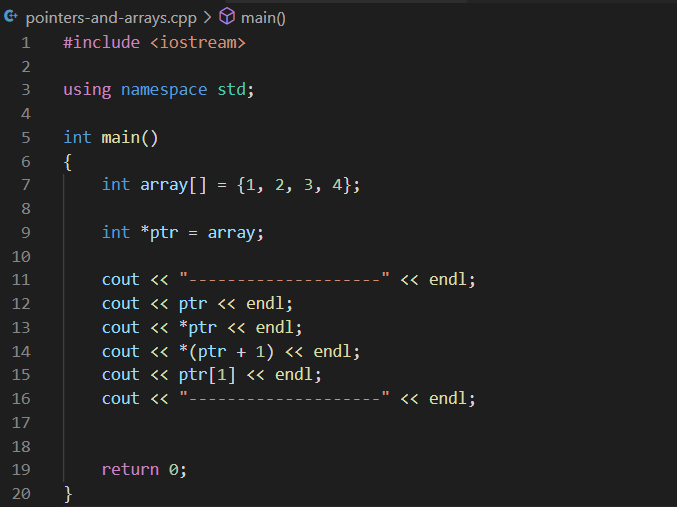 pointers-and-arrays.cpp > main()
1 #include <iostream>
2
3 using namespace std;
4
5 int main()
6 {
7     int array[] = {1, 2, 3, 4};
8
9     int *ptr = array;
10
11     cout << "--------------------" << endl;
12     cout << ptr << endl;
13     cout << *ptr << endl;
14     cout << *(ptr + 1) << endl;
15     cout << ptr[1] << endl;
16     cout << "--------------------" << endl;
17
18
19     return 0;
20 }